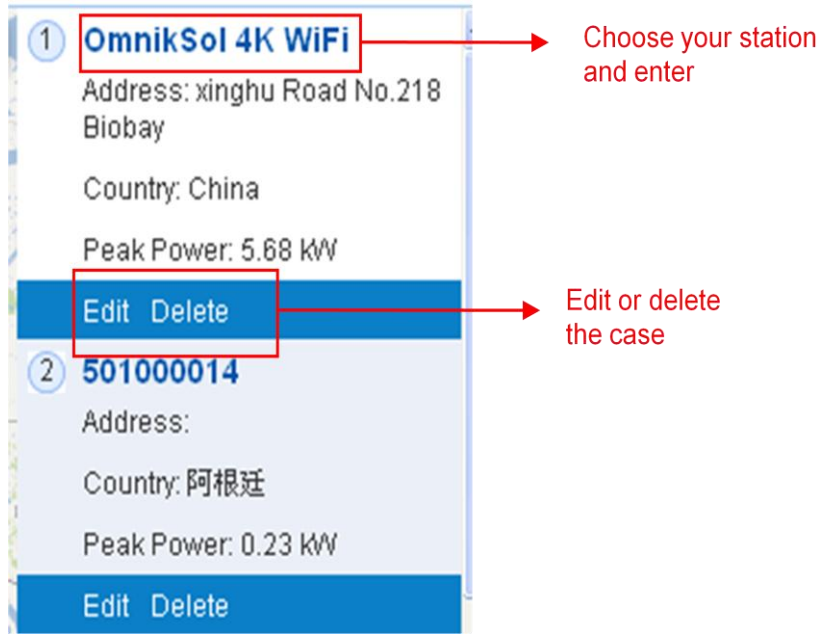 1 OmnikSol 4K WiFi
Choose your station
and enter
Address: xinghu Road No.218
Biobay
Country: China
Peak Power: 5.68 kW
Edit Delete
Edit or delete
the case
2 501000014
Address:
Country: 阿根廷
Peak Power: 0.23 kW
Edit Delete